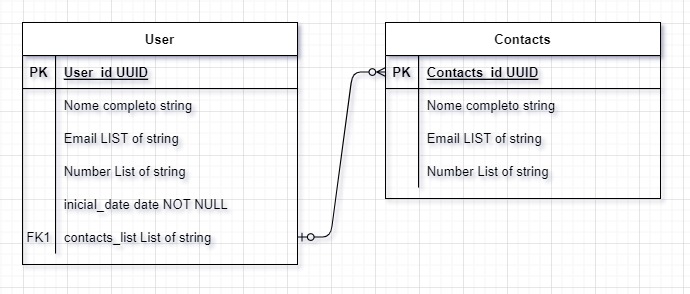 User
PK User_id UUID
Nome completo string
Email LIST of string
Number List of string
inicial_date date NOT NULL
FK1 contacts_list List of string
Contacts
PK Contacts_id UUID
Nome completo string
Email LIST of string
Number List of string